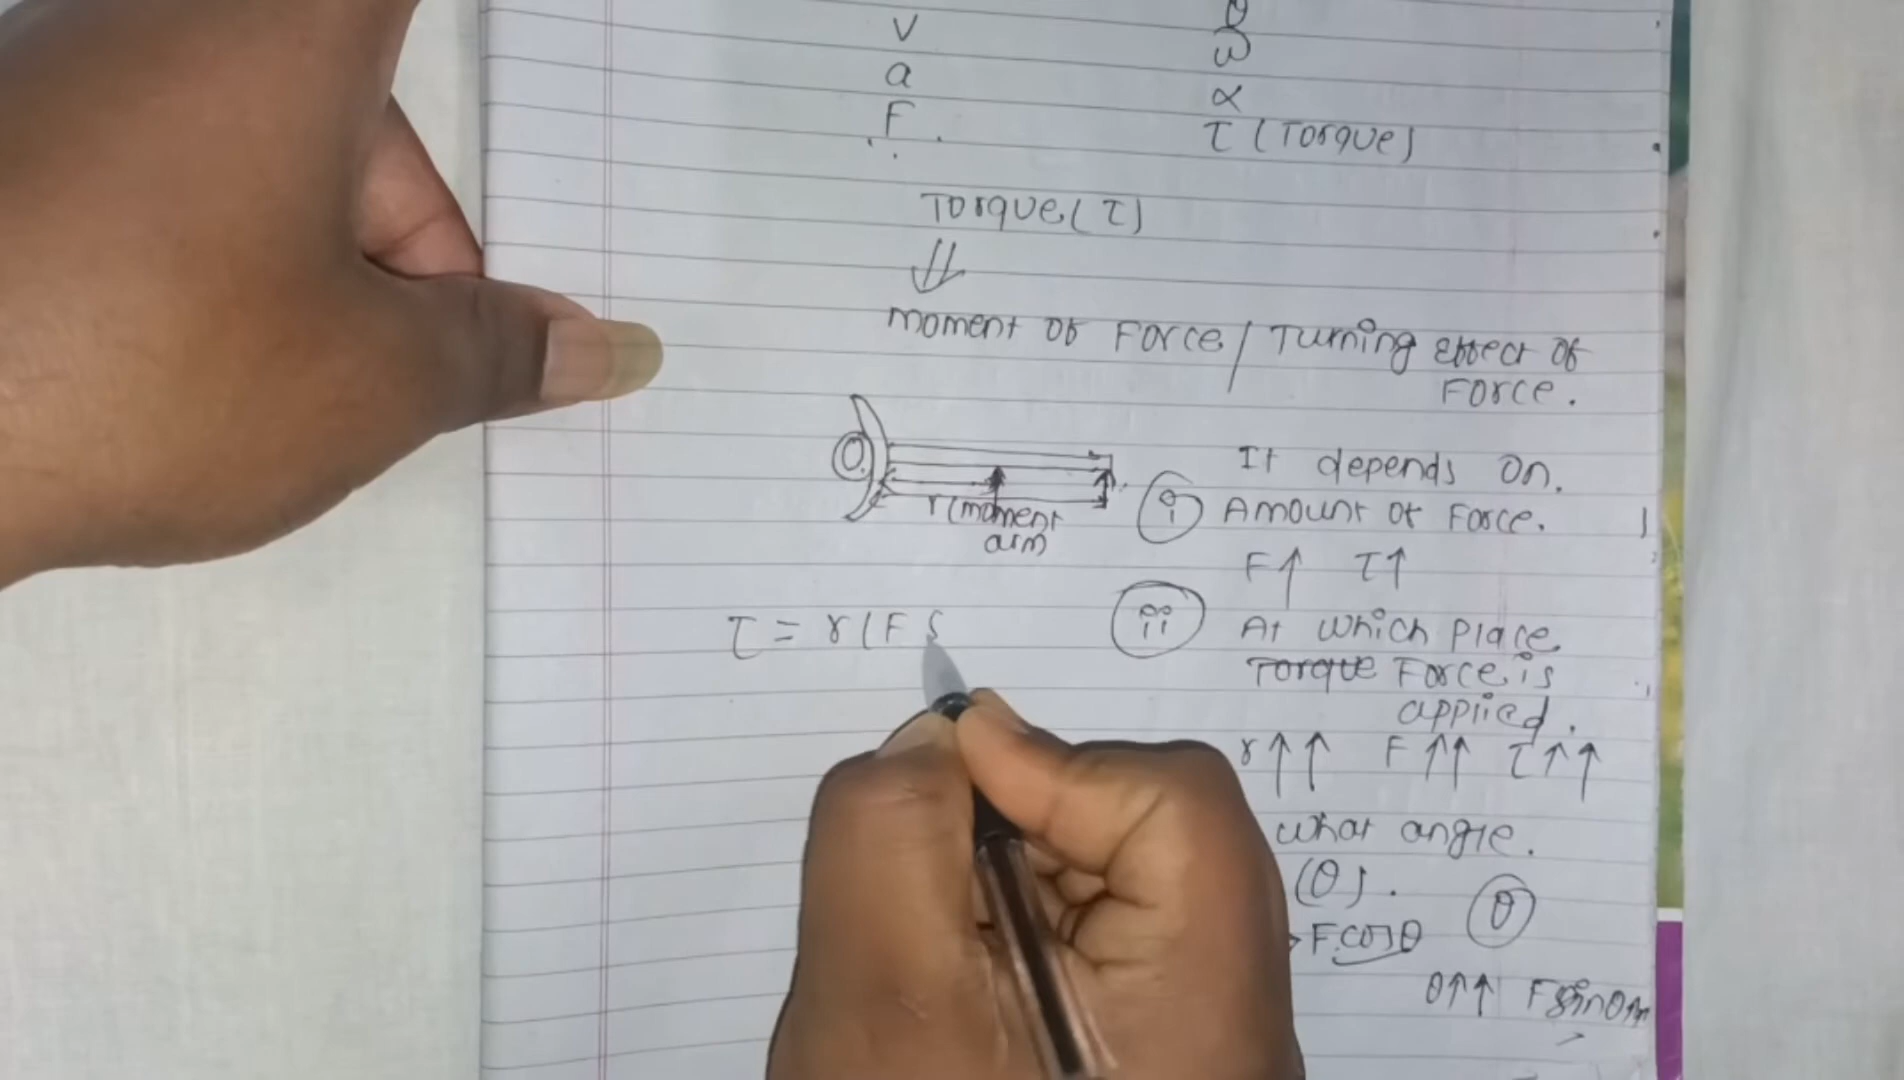 θ
v ω
a α
F τ (Torque)
Torque (τ)
⇓
Moment of Force / Turning effect of
Force.
It depends on.
r (moment
arm
(i) Amount of Force.
F↑ τ↑
τ = r (F s
(ii) At which place
Torque Force is
applied.
r↑↑ F↑↑ τ↑↑
what angle.
(θ). θ
F cosθ
θ↑↑ F sinθ↑